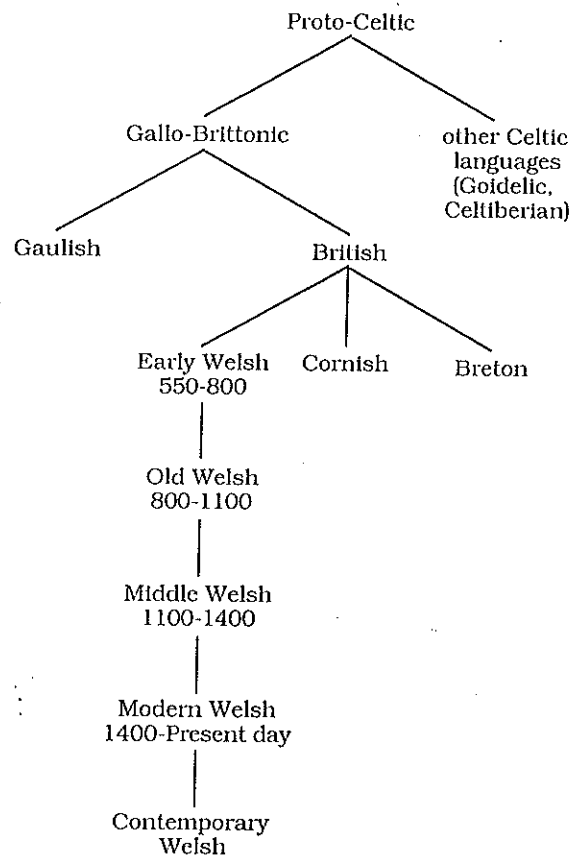 Proto-Celtic
Gallo-Brittonic
other Celtic
languages
(Goidelic,
Celtiberian)
Gaulish
British
Early Welsh
550-800
Cornish
Breton
Old Welsh
800-1100
Middle Welsh
1100-1400
Modern Welsh
1400-Present day
Contemporary
Welsh